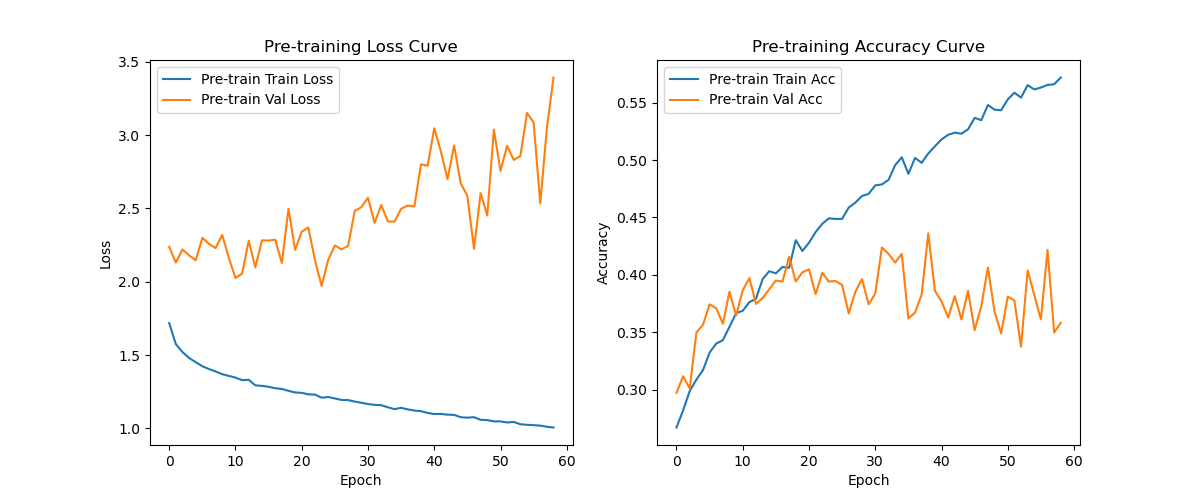 Pre-training Loss Curve
Pre-train Train Loss
Pre-train Val Loss
3.5
3.0
2.5
2.0
1.5
1.0
Loss
0 10 20 30 40 50 60
Epoch
Pre-training Accuracy Curve
Pre-train Train Acc
Pre-train Val Acc
0.55
0.50
0.45
0.40
0.35
0.30
Accuracy
0 10 20 30 40 50 60
Epoch